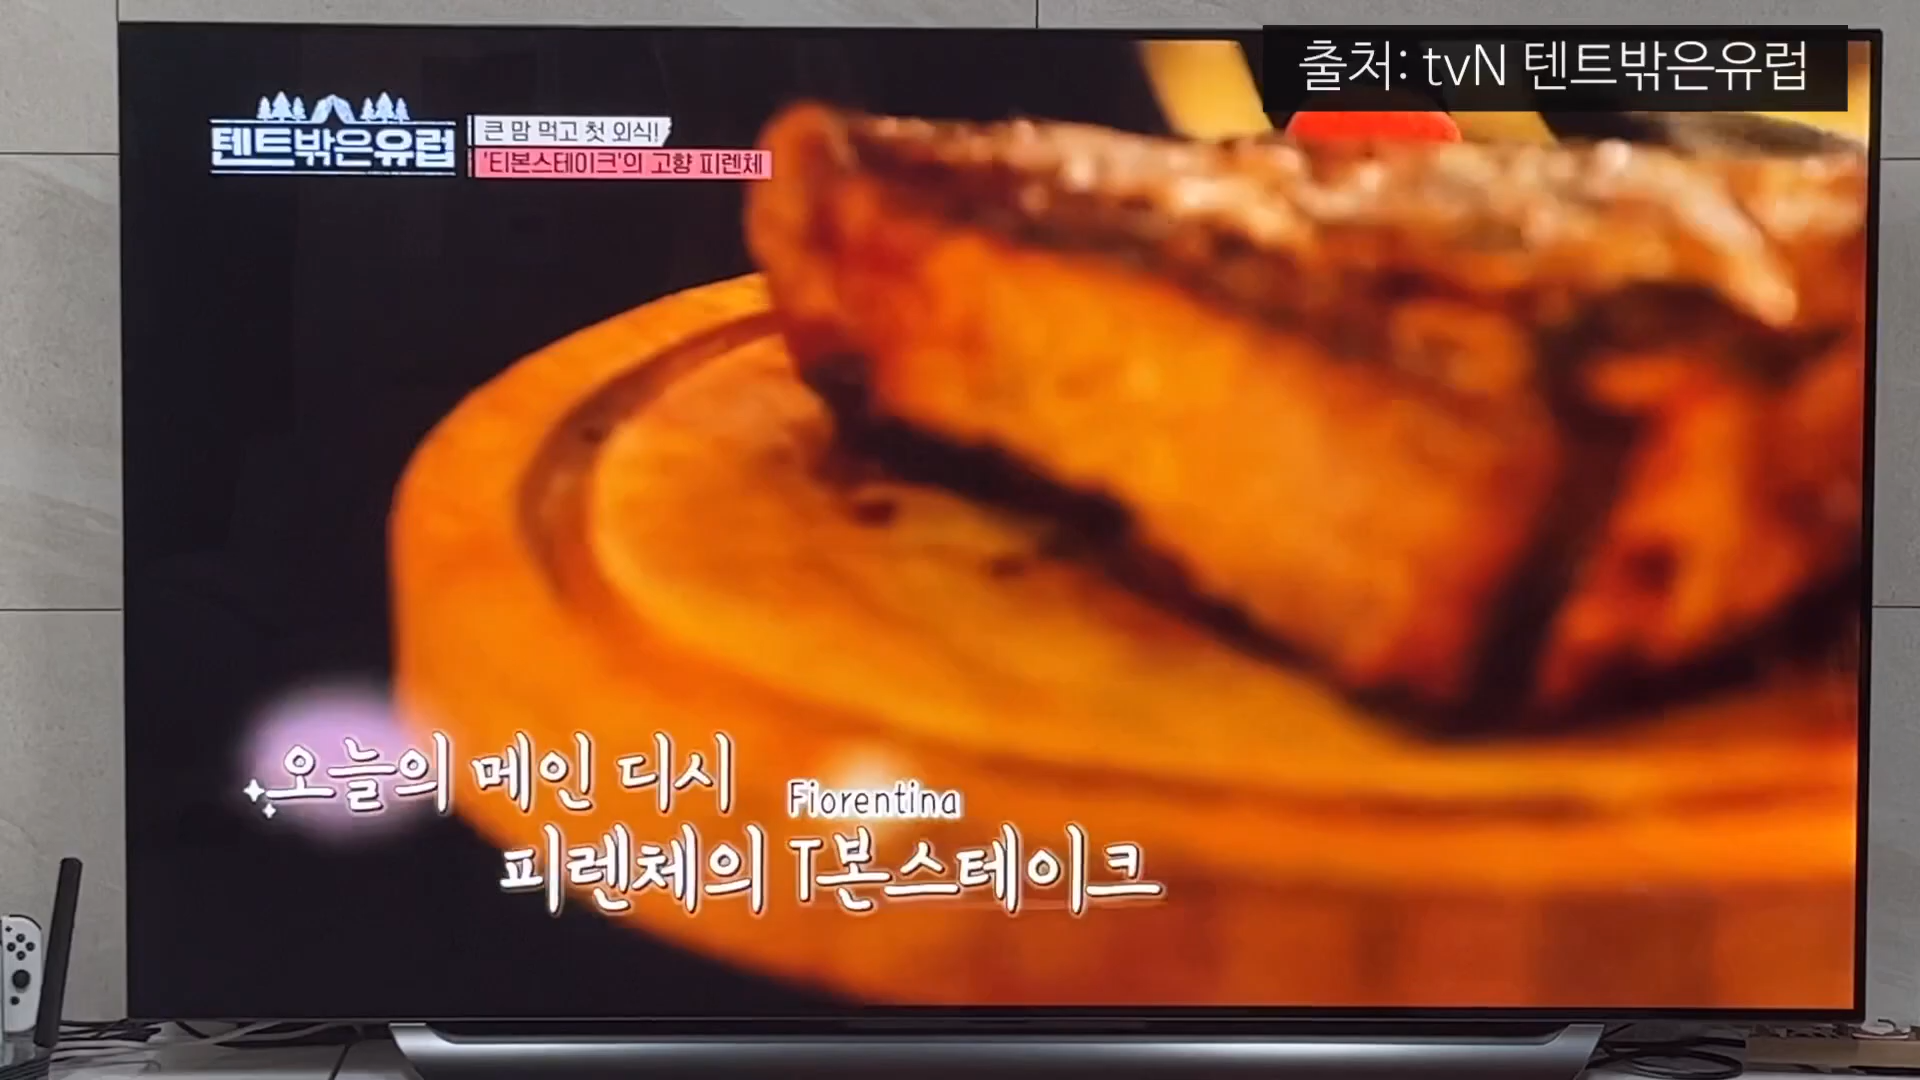 출처: tvN 텐트밖은유럽
텐트밖은유럽
큰 맘 먹고 첫 외식!
'티본스테이크'의 고향 피렌체
오늘의 메인 디시
Fiorentina
피렌체의 T본스테이크